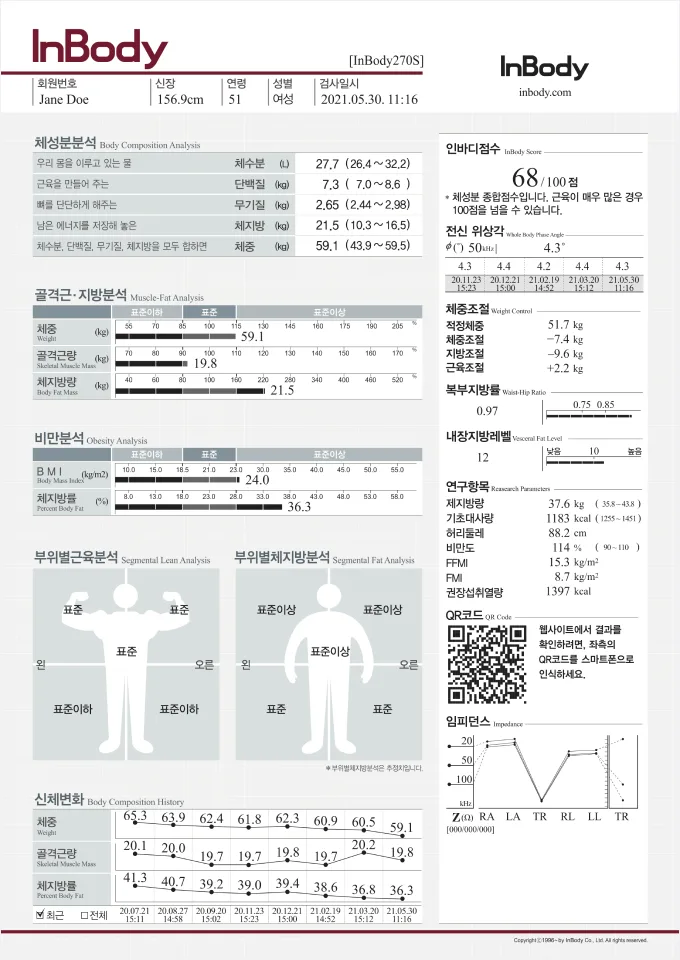 InBody
[InBody270S]
InBody
inbody.com
회원번호 신장 연령 성별 검사일시
Jane Doe 156.9cm 51 여성 2021.05.30. 11:16
체성분분석 Body Composition Analysis
우리 몸을 이루고 있는 물 체수분 (L) 27,7 (26,4~32,2)
근육을 만들어 주는 단백질 (kg) 7,3 ( 7,0~8,6 )
뼈를 단단하게 해주는 무기질 (kg) 2,65 (2,44~2,98)
남은 에너지를 저장해 놓은 체지방 (kg) 21,5 (10,3~16,5)
체수분, 단백질, 무기질, 체지방을 모두 합하면 체중 (kg) 59,1 (43,9~59,5)
골격근·지방분석 Muscle-Fat Analysis
표준이하 표준 표준이상
체중 (kg) 55 70 85 100 115 130 145 160 175 190 205 %
Weight 59.1
골격근량 (kg) 70 80 90 100 110 120 130 140 150 160 170 %
Skeletal Muscle Mass 19.8
체지방량 (kg) 40 60 80 100 160 220 280 340 400 460 520 %
Body Fat Mass 21.5
비만분석 Obesity Analysis
표준이하 표준 표준이상
BMI (kg/m2) 10.0 15.0 18.5 21.0 23.0 30.0 35.0 40.0 45.0 50.0 55.0
Body Mass Index 24.0
체지방률 (%) 8.0 13.0 18.0 23.0 28.0 33.0 38.0 43.0 48.0 53.0 58.0
Percent Body Fat 36.3
부위별근육분석 Segmental Lean Analysis
표준 표준
표준
왼 오른
표준이하 표준이하
부위별체지방분석 Segmental Fat Analysis
표준이상 표준이상
표준이상
왼 오른
표준 표준
＊부위별체지방분석은 추정치입니다.
신체변화 Body Composition History
체중 65.3 63.9 62.4 61.8 62.3 60.9 60.5 59.1
Weight
골격근량 20.1 20.0 19.7 19.7 19.8 19.7 20.2 19.8
Skeletal Muscle Mass
체지방률 41.3 40.7 39.2 39.0 39.4 38.6 36.8 36.3
Percent Body Fat
최근 전체 20.07.21 20.08.27 20.09.20 20.11.23 20.12.21 21.02.19 21.03.20 21.05.30
15:11 14:58 15:02 15:23 15:00 14:52 15:12 11:16
인바디점수 InBody Score
68/100점
* 체성분 종합점수입니다. 근육이 매우 많은 경우
100점을 넘을 수 있습니다.
전신 위상각 Whole Body Phase Angle
ϕ(°) 50kHz| 4.3°
4.3 4.4 4.2 4.4 4.3
20.11.23 20.12.21 21.02.19 21.03.20 21.05.30
15:23 15:00 14:52 15:12 11:16
체중조절 Weight Control
적정체중 51.7 kg
체중조절 −7.4 kg
지방조절 −9.6 kg
근육조절 +2.2 kg
복부지방률 Waist-Hip Ratio
0.97 0.75 0.85
내장지방레벨 Vesceral Fat Level
12 낮음 10 높음
연구항목 Reasearch Parameters
제지방량 37.6 kg ( 35.8~43.8 )
기초대사량 1183 kcal ( 1255~1451 )
허리둘레 88.2 cm
비만도 114 % ( 90~110 )
FFMI 15.3 kg/m²
FMI 8.7 kg/m²
권장섭취열량 1397 kcal
QR코드 QR Code
웹사이트에서 결과를
확인하려면, 좌측의
QR코드를 스마트폰으로
인식하세요.
임피던스 Impedance
20
50
100
kHz
Z(Ω) RA LA TR RL LL TR
[000/000/000]
Copyright ⓒ1996~ by InBody Co., Ltd. All rights reserved.